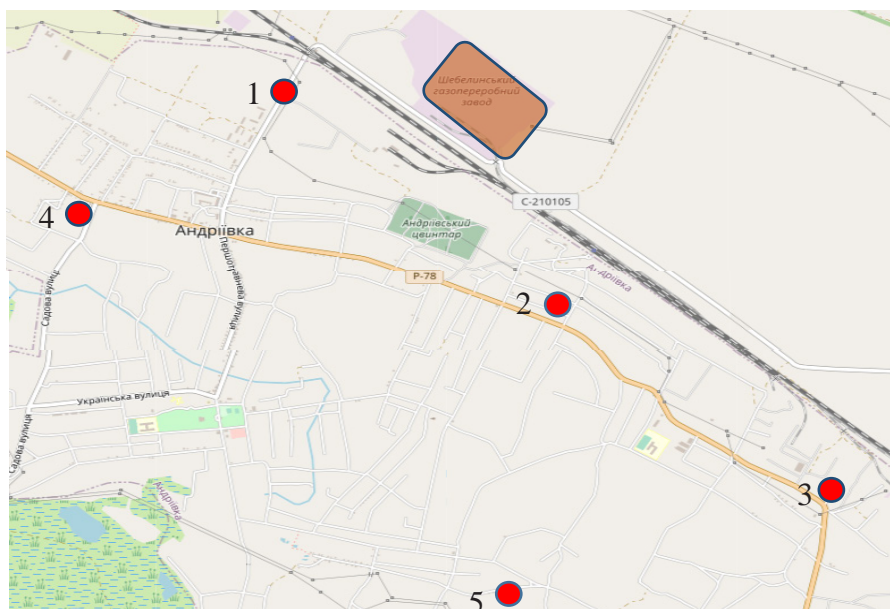 1
Шебелинський
газопереробний
завод
С-210105
4
Андріївка
Андріївський
цвинтар
Першотравнева вулиця
Р-78
Андріївка
2
Садова вулиця
Українська вулиця
Садова вулиця
3
Андріївка
5